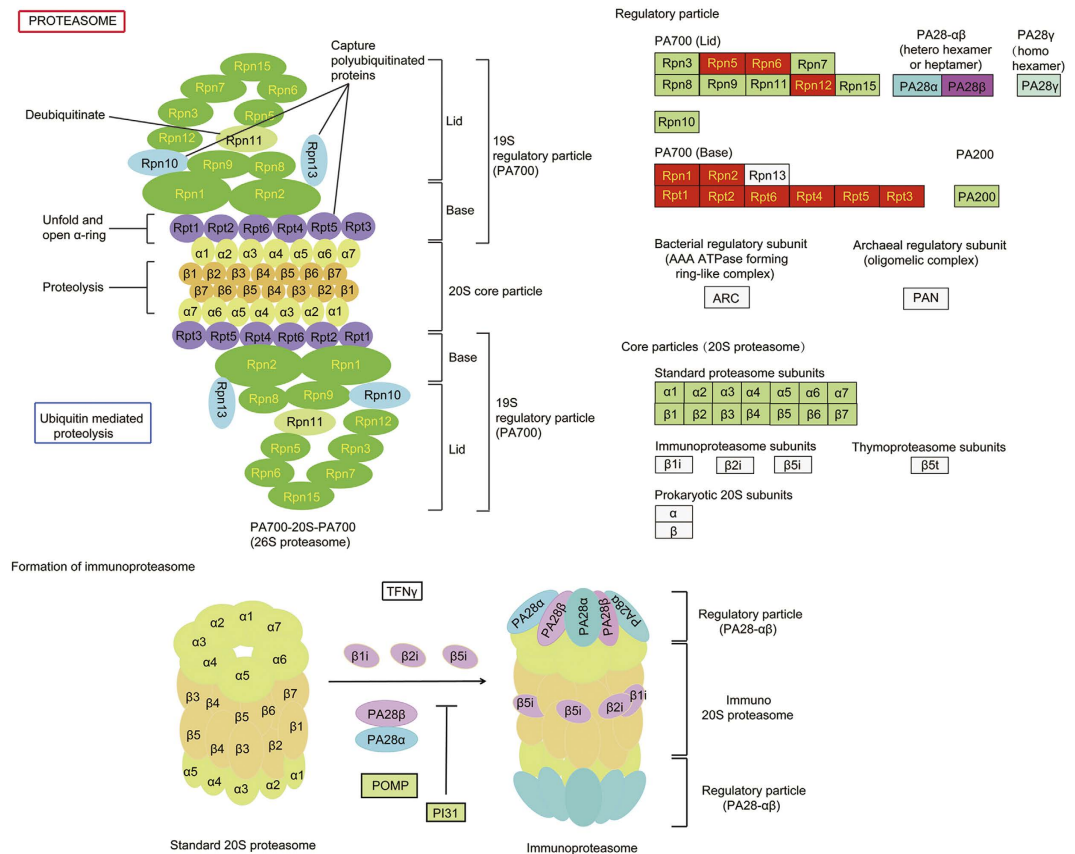 PROTEASOME
Capture
polyubiquitinated
proteins
Deubiquitinate
Rpn15
Rpn7
Rpn6
Rpn3
Rpn5
Rpn12
Rpn11
Rpn10
Rpn9
Rpn8
Rpn13
Rpn1
Rpn2
Lid
19S
regulatory particle
(PA700)
Base
Unfold and
open α-ring
Rpt1 Rpt2 Rpt6 Rpt4 Rpt5 Rpt3
α1 α2 α3 α4 α5 α6 α7
Proteolysis
β1 β2 β3 β4 β5 β6 β7
β7 β6 β5 β4 β3 β2 β1
α7 α6 α5 α4 α3 α2 α1
20S core particle
Rpt3 Rpt5 Rpt4 Rpt6 Rpt2 Rpt1
Rpn2
Rpn1
Base
Rpn13
Rpn8
Rpn9
Rpn10
19S
regulatory particle
(PA700)
Ubiquitin mediated
proteolysis
Rpn11
Rpn12
Rpn5
Rpn3
Lid
Rpn6
Rpn7
Rpn15
PA700-20S-PA700
(26S proteasome)
Regulatory particle
PA700 (Lid)
Rpn3 Rpn5 Rpn6 Rpn7
Rpn8 Rpn9 Rpn11 Rpn12 Rpn15
Rpn10
PA28-αβ
(hetero hexamer
or heptamer)
PA28α PA28β
PA28γ
(homo
hexamer)
PA28γ
PA700 (Base)
Rpn1 Rpn2 Rpn13
Rpt1 Rpt2 Rpt6 Rpt4 Rpt5 Rpt3
PA200
PA200
Bacterial regulatory subunit
(AAA ATPase forming
ring-like complex)
ARC
Archaeal regulatory subunit
(oligomelic complex)
PAN
Core particles (20S proteasome)
Standard proteasome subunits
α1 α2 α3 α4 α5 α6 α7
β1 β2 β3 β4 β5 β6 β7
Immunoproteasome subunits
β1i β2i β5i
Thymoproteasome subunits
β5t
Prokaryotic 20S subunits
α
β
Formation of immunoproteasome
α1
α2
α7
α3
α4
α6
α5
β3
β4
β7
β5
β6
β1
β5
β4
β3
β2
α5
α4
α3
α2
α1
Standard 20S proteasome
TFNγ
β1i β2i β5i
PA28β
PA28α
POMP
PI31
PA28α PA28β PA28α PA28β PA28α
β5i β5i β2i β1i
Immunoproteasome
Regulatory particle
(PA28-αβ)
Immuno
20S proteasome
Regulatory particle
(PA28-αβ)